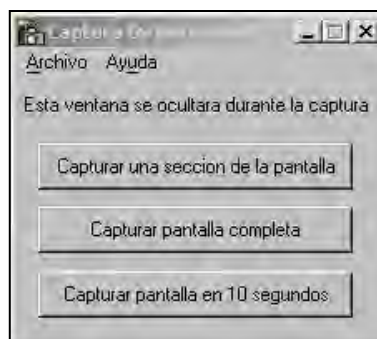 Captura
Archivo Ayuda
Esta ventana se ocultara durante la captura
Capturar una seccion de la pantalla
Capturar pantalla completa
Capturar pantalla en 10 segundos